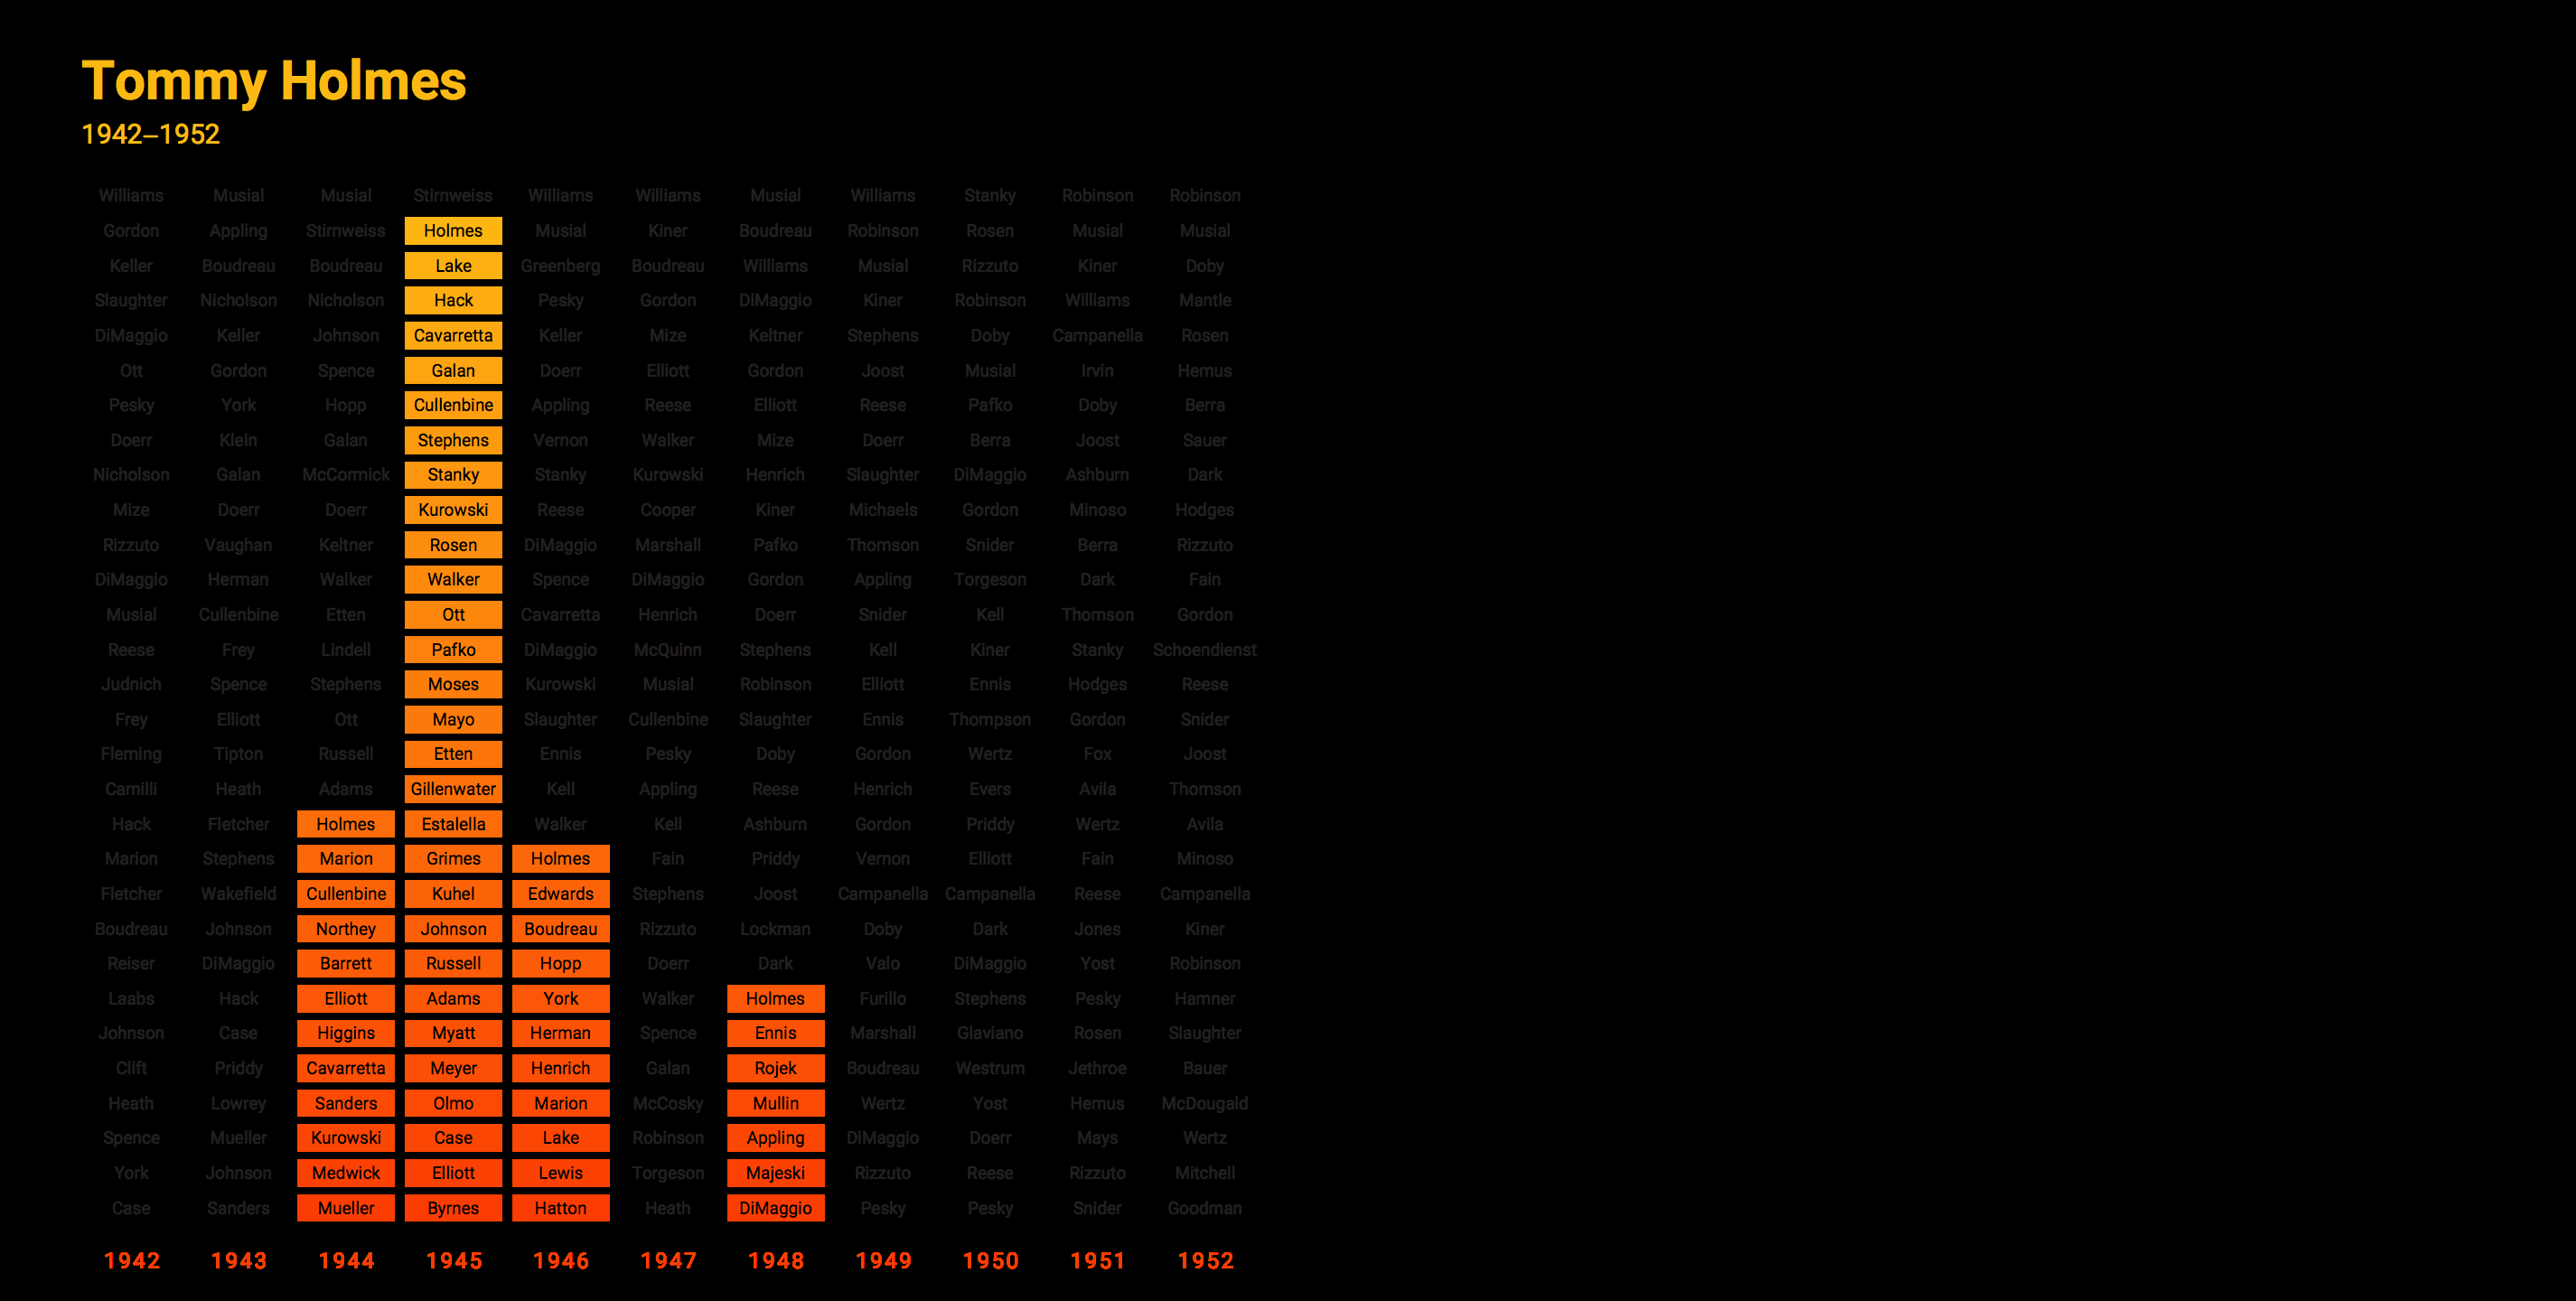 Tommy Holmes
1942–1952
Williams Musial Musial Stirnweiss Williams Williams Musial Williams Stanky Robinson Robinson
Gordon Appling Stirnweiss Holmes Musial Kiner Boudreau Robinson Rosen Musial Musial
Keller Boudreau Boudreau Lake Greenberg Boudreau Williams Musial Rizzuto Kiner Doby
Slaughter Nicholson Nicholson Hack Pesky Gordon DiMaggio Kiner Robinson Williams Mantle
DiMaggio Keller Johnson Cavarretta Keller Mize Keltner Stephens Doby Campanella Rosen
Ott Gordon Spence Galan Doerr Elliott Gordon Joost Musial Irvin Hemus
Pesky York Hopp Cullenbine Appling Reese Elliott Reese Pafko Doby Berra
Doerr Klein Galan Stephens Vernon Walker Mize Doerr Berra Joost Sauer
Nicholson Galan McCormick Stanky Stanky Kurowski Henrich Slaughter DiMaggio Ashburn Dark
Mize Doerr Doerr Kurowski Reese Cooper Kiner Michaels Gordon Minoso Hodges
Rizzuto Vaughan Keltner Rosen DiMaggio Marshall Pafko Thomson Snider Berra Rizzuto
DiMaggio Herman Walker Walker Spence DiMaggio Gordon Appling Torgeson Dark Fain
Musial Cullenbine Etten Ott Cavarretta Henrich Doerr Snider Kell Thomson Gordon
Reese Frey Lindell Pafko DiMaggio McQuinn Stephens Kell Kiner Stanky Schoendienst
Judnich Spence Stephens Moses Kurowski Musial Robinson Elliott Ennis Hodges Reese
Frey Elliott Ott Mayo Slaughter Cullenbine Slaughter Ennis Thompson Gordon Snider
Fleming Tipton Russell Etten Ennis Pesky Doby Gordon Wertz Fox Joost
Camilli Heath Adams Gillenwater Kell Appling Reese Henrich Evers Avila Thomson
Hack Fletcher Holmes Estalella Walker Kell Ashburn Gordon Priddy Wertz Avila
Marion Stephens Marion Grimes Holmes Fain Priddy Vernon Elliott Fain Minoso
Fletcher Wakefield Cullenbine Kuhel Edwards Stephens Joost Campanella Campanella Reese Campanella
Boudreau Johnson Northey Johnson Boudreau Rizzuto Lockman Doby Dark Jones Kiner
Reiser DiMaggio Barrett Russell Hopp Doerr Dark Valo DiMaggio Yost Robinson
Laabs Hack Elliott Adams York Walker Holmes Furillo Stephens Pesky Hamner
Johnson Case Higgins Myatt Herman Spence Ennis Marshall Glaviano Rosen Slaughter
Clift Priddy Cavarretta Meyer Henrich Galan Rojek Boudreau Westrum Jethroe Bauer
Heath Lowrey Sanders Olmo Marion McCosky Mullin Wertz Yost Hemus McDougald
Spence Mueller Kurowski Case Lake Robinson Appling DiMaggio Doerr Mays Wertz
York Johnson Medwick Elliott Lewis Torgeson Majeski Rizzuto Reese Rizzuto Mitchell
Case Sanders Mueller Byrnes Hatton Heath DiMaggio Pesky Pesky Snider Goodman
1942 1943 1944 1945 1946 1947 1948 1949 1950 1951 1952